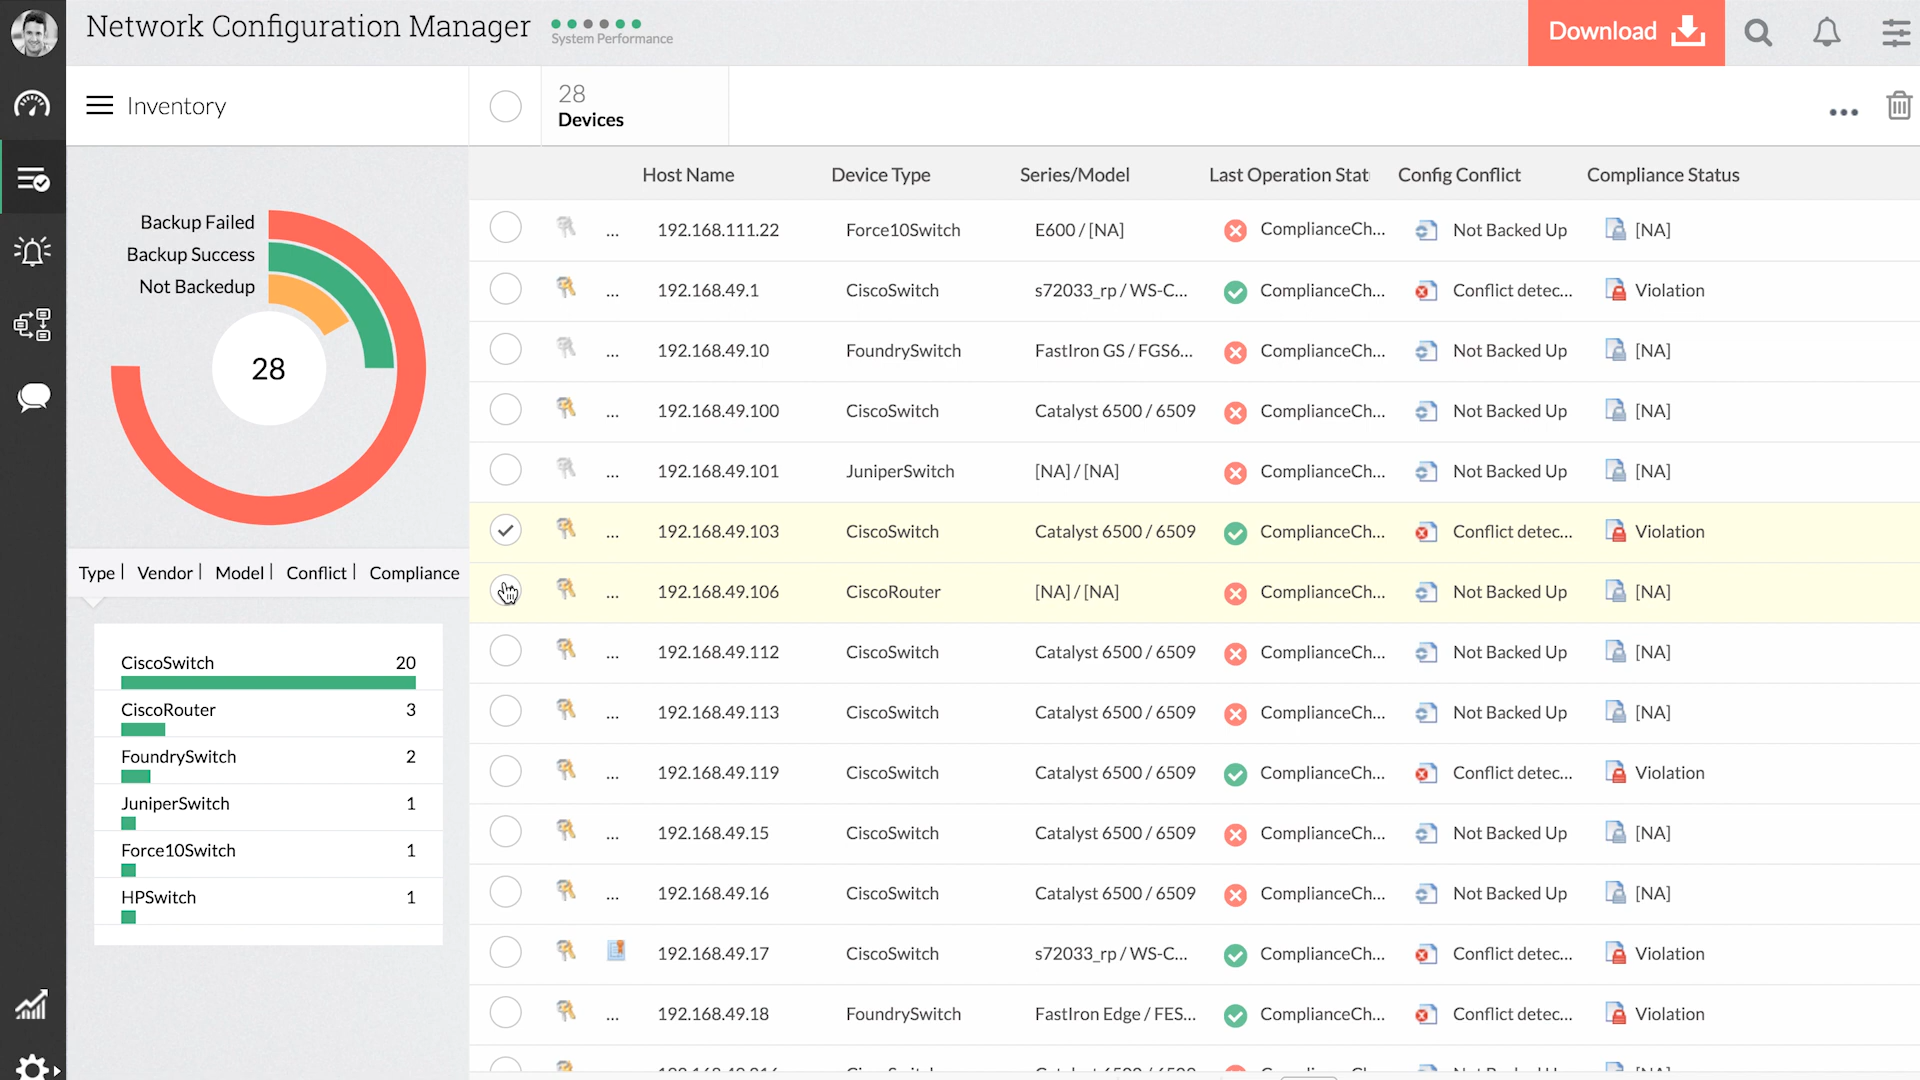 Network Configuration Manager
System Performance
Download
Inventory
28
Devices
Host Name Device Type Series/Model Last Operation Stat Config Conflict Compliance Status
Backup Failed
Backup Success
Not Backedup
28
Type | Vendor | Model | Conflict | Compliance
CiscoSwitch 20
CiscoRouter 3
FoundrySwitch 2
JuniperSwitch 1
Force10Switch 1
HPSwitch 1
... 192.168.111.22 Force10Switch E600 / [NA] ComplianceCh... Not Backed Up [NA]
... 192.168.49.1 CiscoSwitch s72033_rp / WS-C... ComplianceCh... Conflict detec... Violation
... 192.168.49.10 FoundrySwitch FastIron GS / FGS6... ComplianceCh... Not Backed Up [NA]
... 192.168.49.100 CiscoSwitch Catalyst 6500 / 6509 ComplianceCh... Not Backed Up [NA]
... 192.168.49.101 JuniperSwitch [NA] / [NA] ComplianceCh... Not Backed Up [NA]
... 192.168.49.103 CiscoSwitch Catalyst 6500 / 6509 ComplianceCh... Conflict detec... Violation
... 192.168.49.106 CiscoRouter [NA] / [NA] ComplianceCh... Not Backed Up [NA]
... 192.168.49.112 CiscoSwitch Catalyst 6500 / 6509 ComplianceCh... Not Backed Up [NA]
... 192.168.49.113 CiscoSwitch Catalyst 6500 / 6509 ComplianceCh... Not Backed Up [NA]
... 192.168.49.119 CiscoSwitch Catalyst 6500 / 6509 ComplianceCh... Conflict detec... Violation
... 192.168.49.15 CiscoSwitch Catalyst 6500 / 6509 ComplianceCh... Not Backed Up [NA]
... 192.168.49.16 CiscoSwitch Catalyst 6500 / 6509 ComplianceCh... Not Backed Up [NA]
192.168.49.17 CiscoSwitch s72033_rp / WS-C... ComplianceCh... Conflict detec... Violation
... 192.168.49.18 FoundrySwitch FastIron Edge / FES... ComplianceCh... Conflict detec... Violation